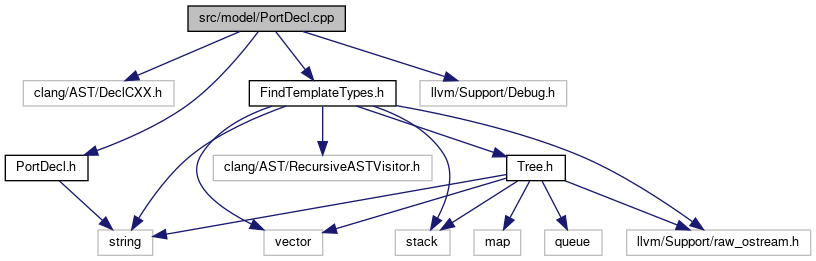 src/model/PortDecl.cpp
clang/AST/DeclCXX.h
FindTemplateTypes.h
llvm/Support/Debug.h
PortDecl.h
clang/AST/RecursiveASTVisitor.h
Tree.h
string
vector
stack
map
queue
llvm/Support/raw_ostream.h